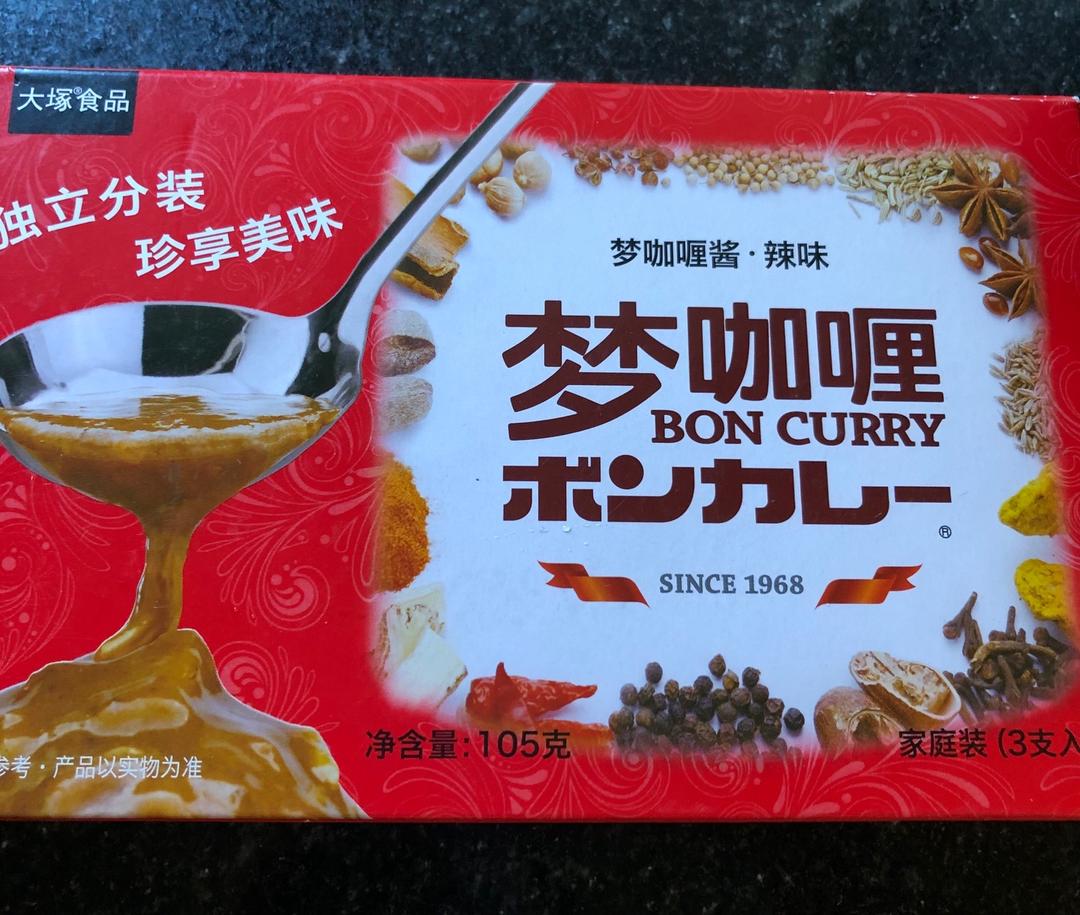 大塚®食品
独立分装
珍享美味
梦咖喱酱·辣味
梦咖喱
BON CURRY
ボンカレー
®
SINCE 1968
净含量:105克
家庭装(3支入
参考·产品以实物为准